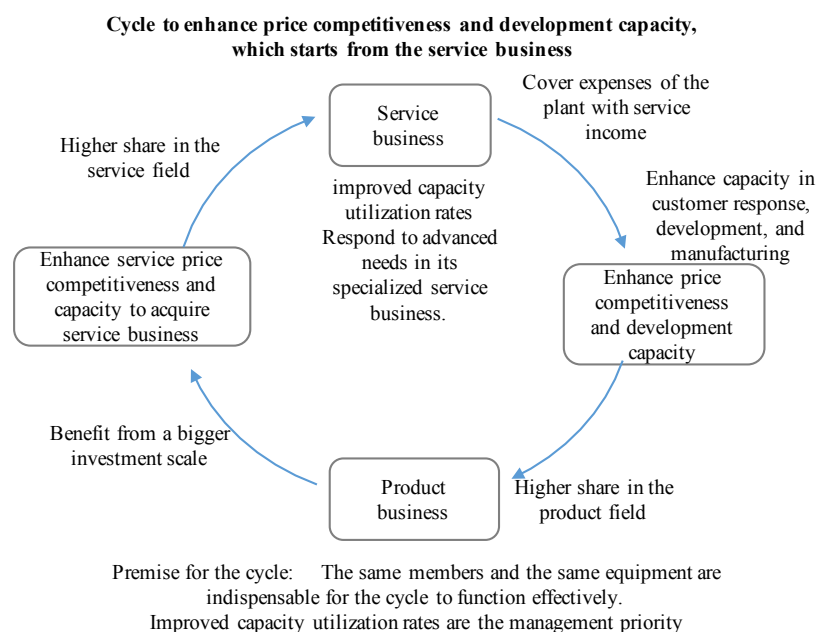 Cycle to enhance price competitiveness and development capacity,
which starts from the service business
Service
business
Cover expenses of the
plant with service
income
Higher share in the
service field
improved capacity
utilization rates
Respond to advanced
needs in its
specialized service
business.
Enhance capacity in
customer response,
development, and
manufacturing
Enhance service price
competitiveness and
capacity to acquire
service business
Enhance price
competitiveness
and development
capacity
Benefit from a bigger
investment scale
Product
business
Higher share in the
product field
Premise for the cycle: The same members and the same equipment are
indispensable for the cycle to function effectively.
Improved capacity utilization rates are the management priority